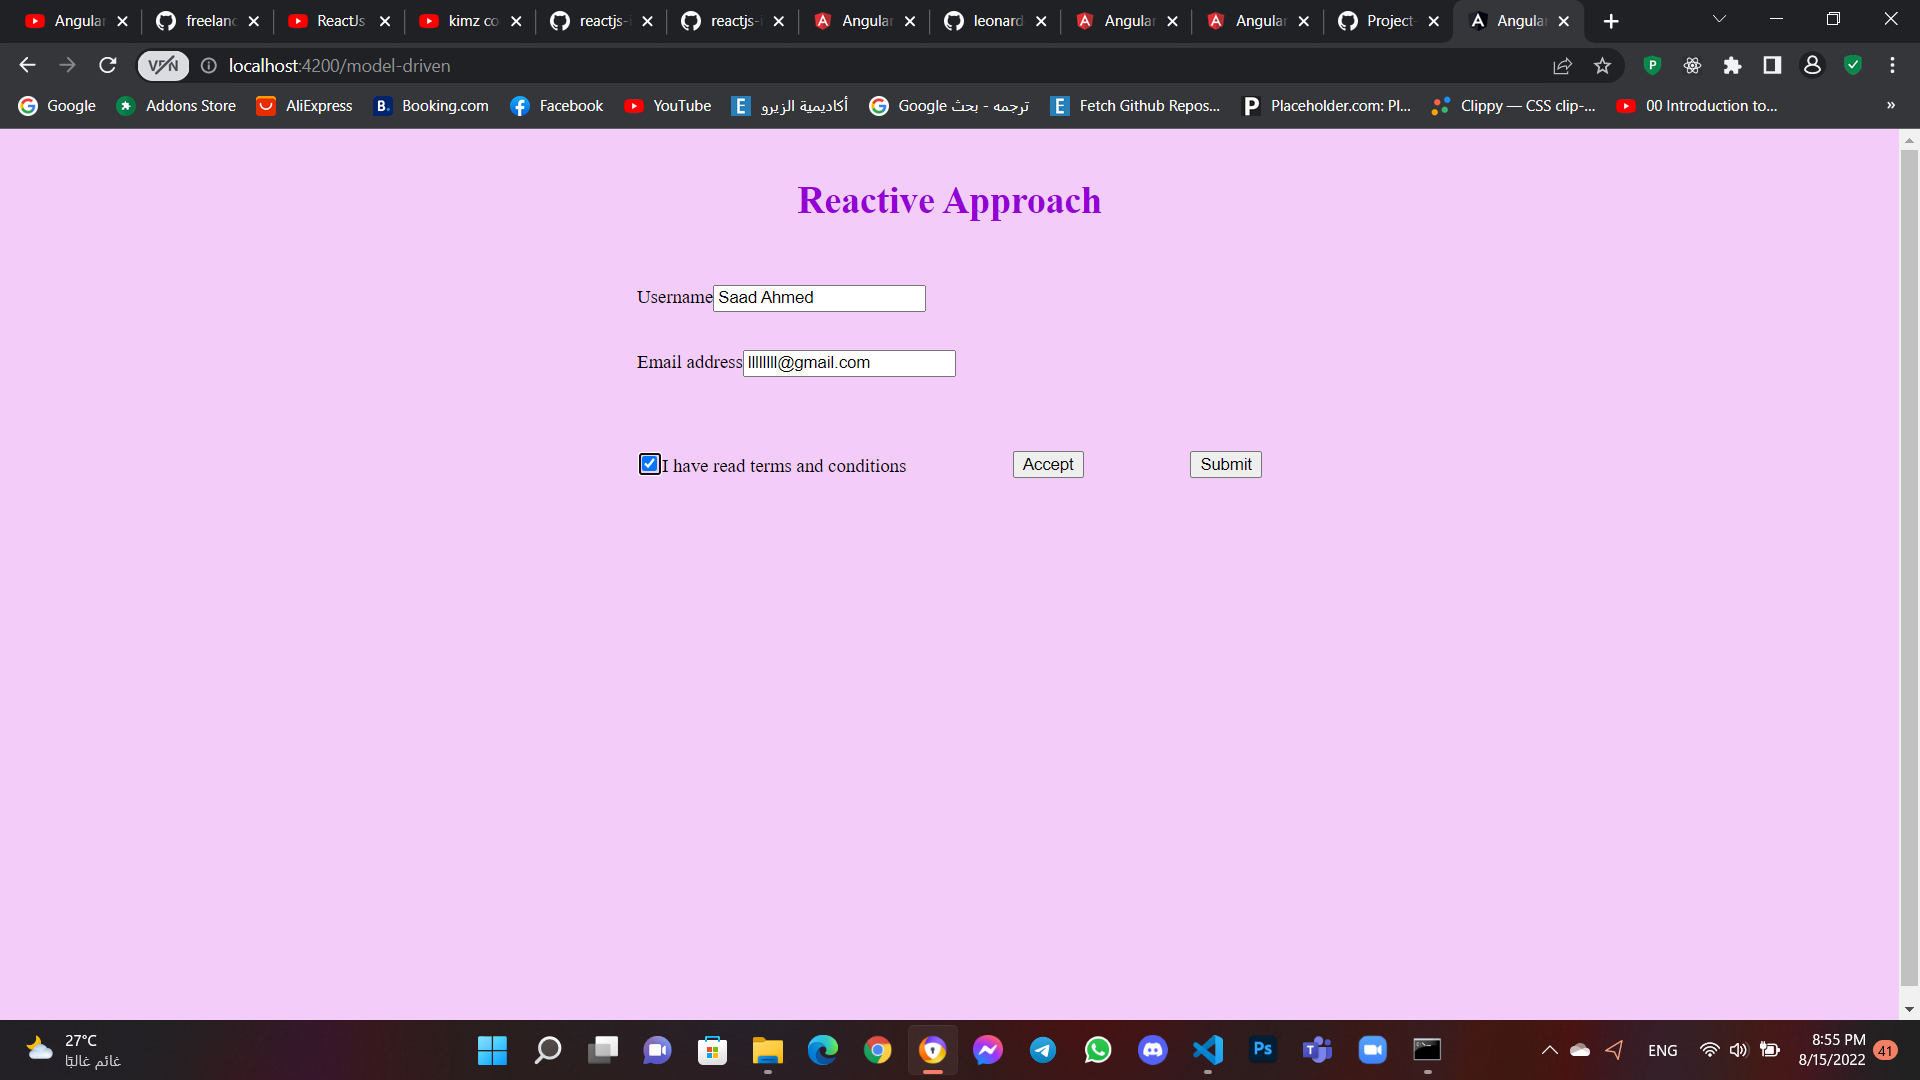 Angular
freelanc
ReactJs
kimz co
reactjs-i
reactjs-i
Angular
leonard
Angular
Angular
Project-
Angular
VPN
localhost:4200/model-driven
Google
Addons Store
AliExpress
Booking.com
Facebook
YouTube
أكاديمية الزيرو
ترجمه - بحث Google
Fetch Github Repos...
Placeholder.com: Pl...
Clippy — CSS clip-...
00 Introduction to...
»
Reactive Approach
Username Saad Ahmed
Email address llllllll@gmail.com
I have read terms and conditions
Accept
Submit
27°C
غائم غالبًا
Ps
ENG
8:55 PM
8/15/2022
41